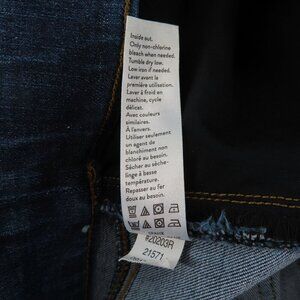 Inside out.
Only non-chlorine
bleach when needed.
Tumble dry low.
Low iron if needed.
Laver avant la
première utilisation.
Laver à froid en
machine, cycle
délicat.
Avec couleurs
similaires.
À l'envers.
Utiliser seulement
un agent de
blanchiment non
chloré au besoin.
Sécher au sèche-
linge à basse
température.
Repasser au fer
doux au besoin.
#20203R
21571